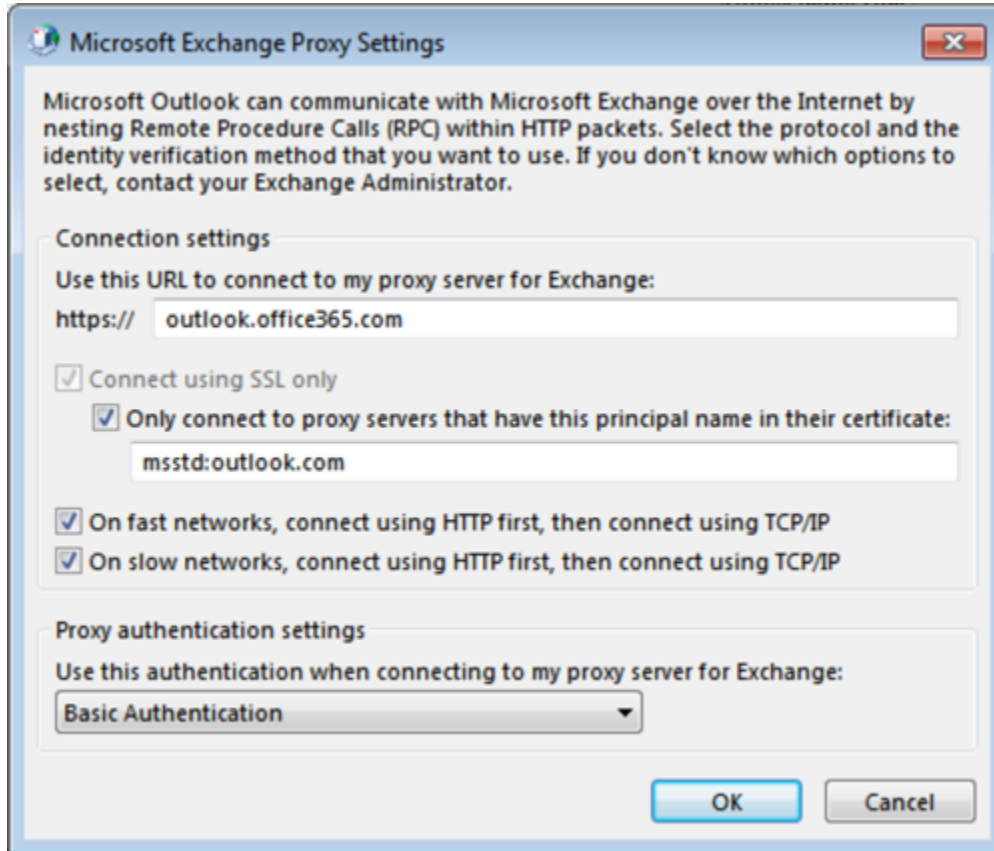 Microsoft Exchange Proxy Settings
Microsoft Outlook can communicate with Microsoft Exchange over the Internet by
nesting Remote Procedure Calls (RPC) within HTTP packets. Select the protocol and the
identity verification method that you want to use. If you don't know which options to
select, contact your Exchange Administrator.
Connection settings
Use this URL to connect to my proxy server for Exchange:
https:// outlook.office365.com
Connect using SSL only
Only connect to proxy servers that have this principal name in their certificate:
msstd:outlook.com
On fast networks, connect using HTTP first, then connect using TCP/IP
On slow networks, connect using HTTP first, then connect using TCP/IP
Proxy authentication settings
Use this authentication when connecting to my proxy server for Exchange:
Basic Authentication
OK Cancel